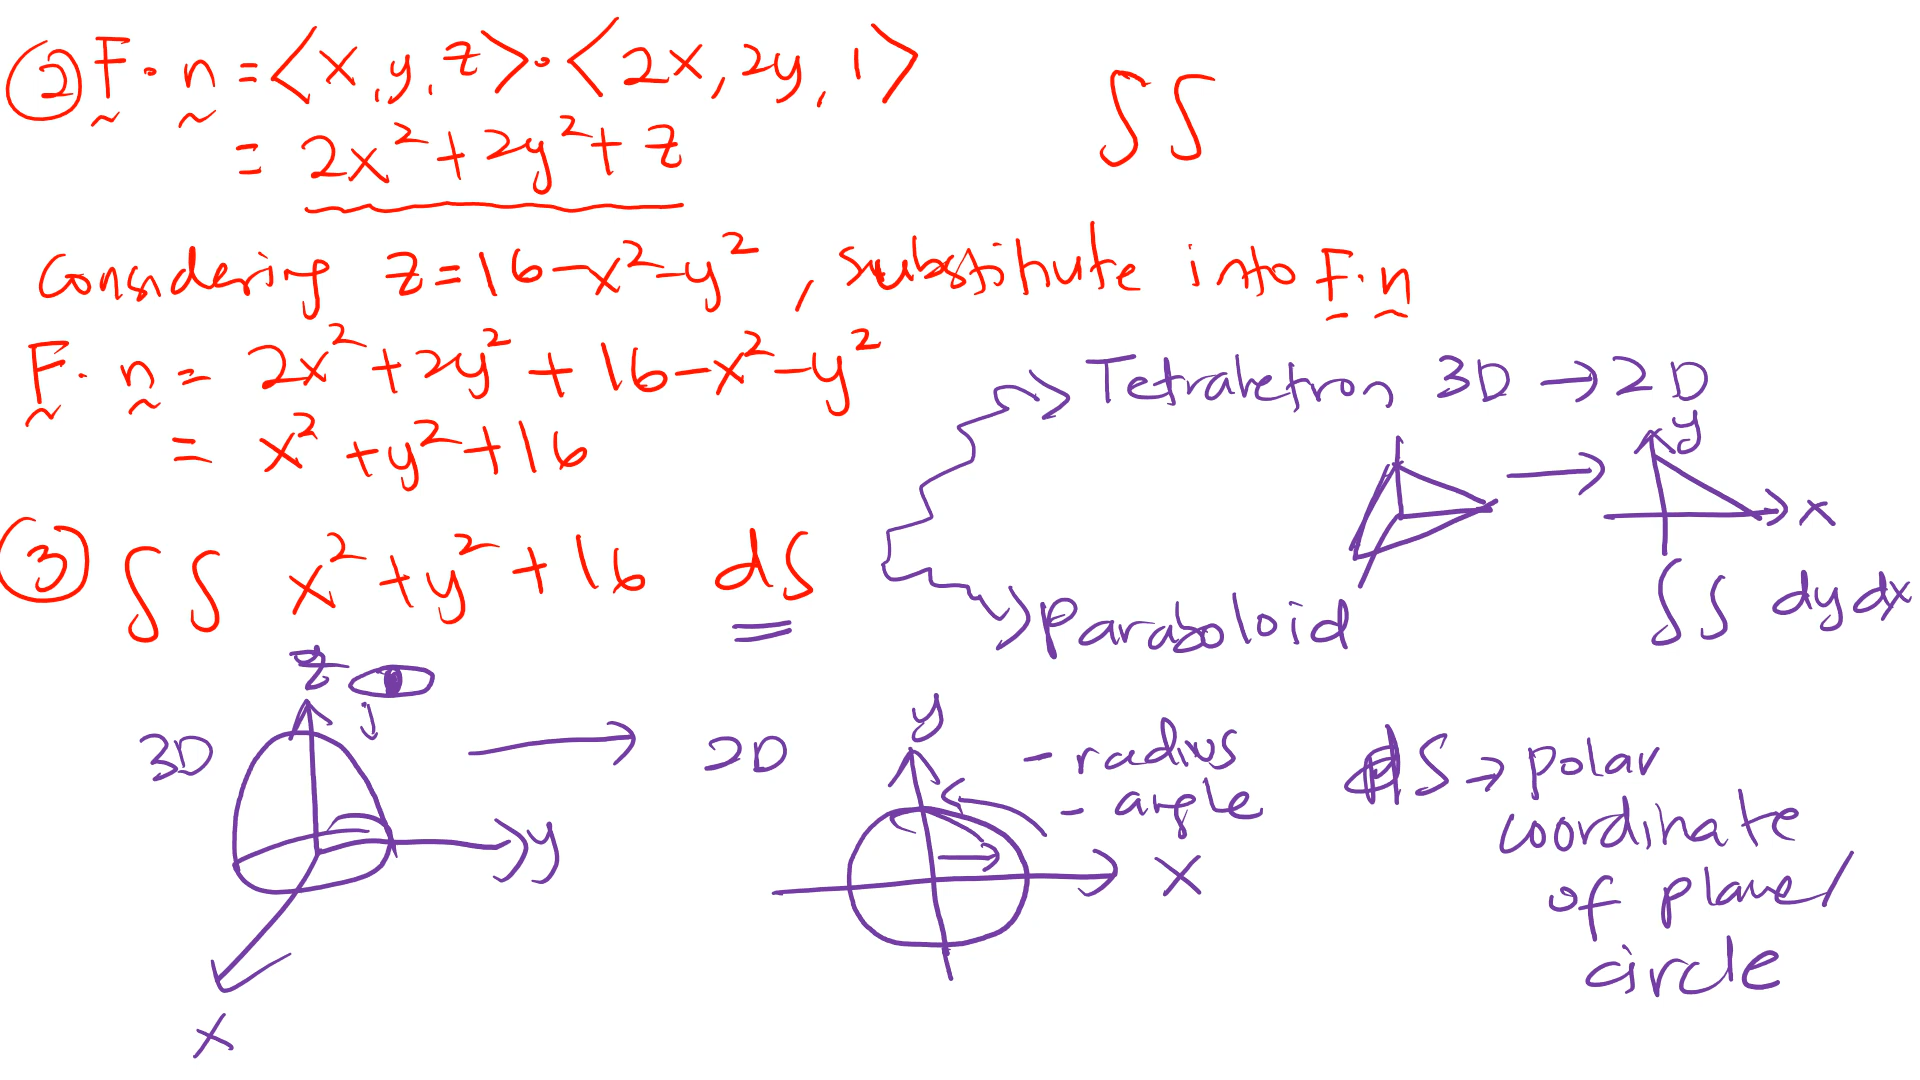 ② F · n = <x, y, z> · <2x, 2y, 1>
= 2x² + 2y² + z
∫∫
Considering z = 16 - x² - y², substitute into F · n
F · n = 2x² + 2y² + 16 - x² - y²
= x² + y² + 16
③ ∫∫ x² + y² + 16 dS
Tetrahetron 3D → 2D
y
x
∫∫ dy dx
Paraboloid
3D
z
y
x
2D
y
x
- radius
- angle
dS → polar
coordinate
of plane/
circle